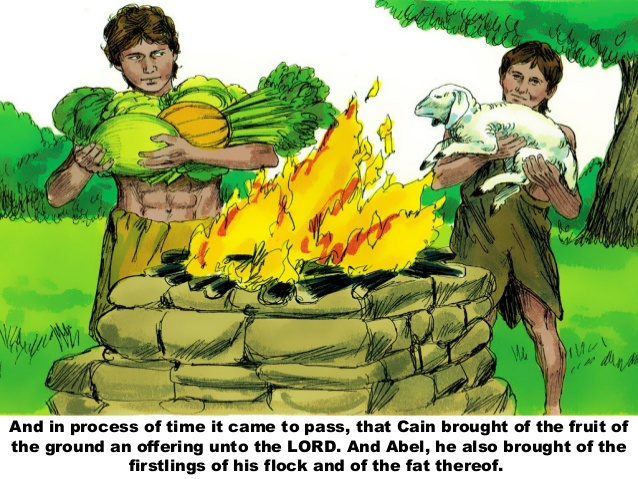 And in process of time it came to pass, that Cain brought of the fruit of
the ground an offering unto the LORD. And Abel, he also brought of the
firstlings of his flock and of the fat thereof.